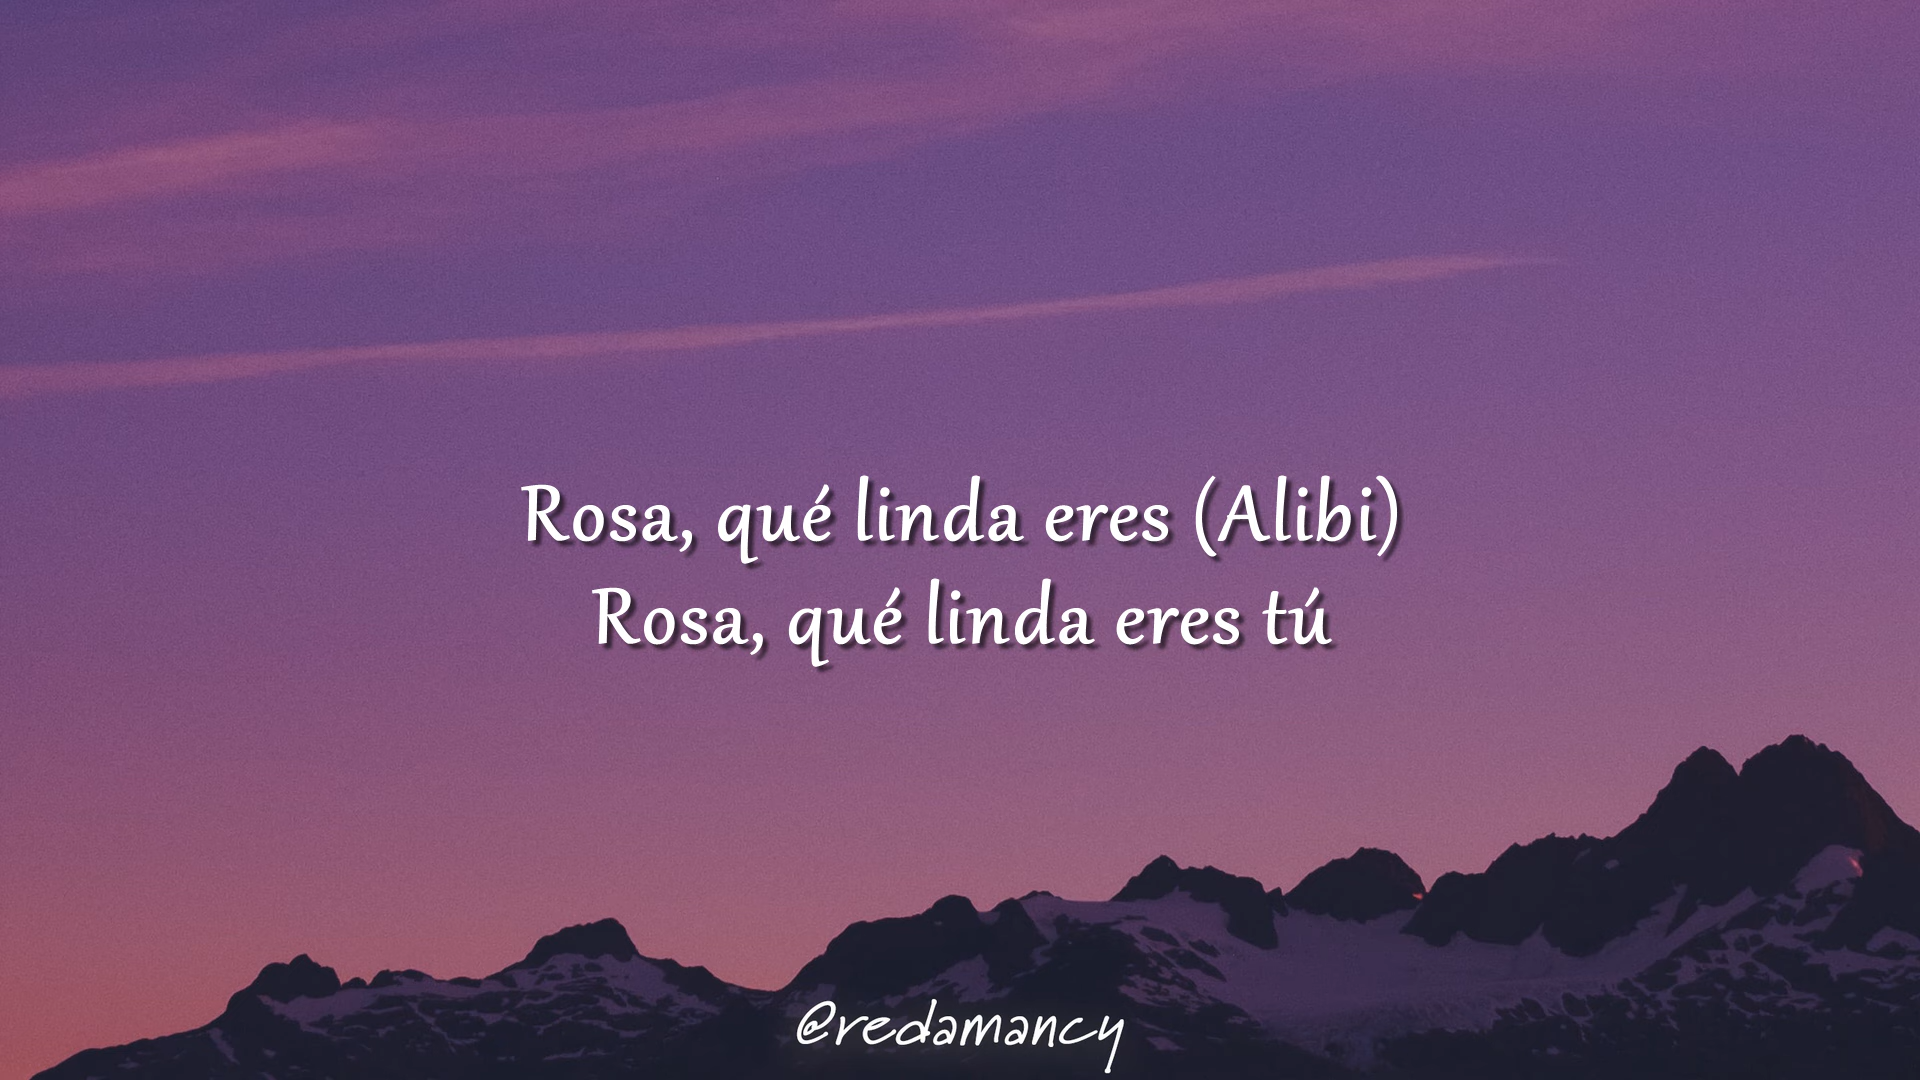 Rosa, qué linda eres (Alibi)
Rosa, qué linda eres tú
@redamancy